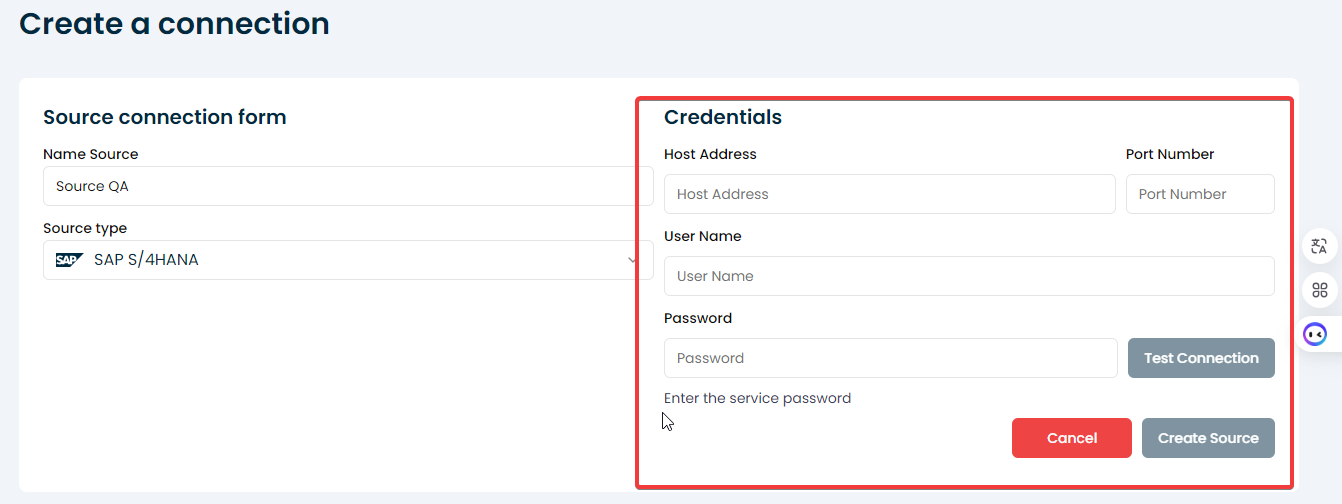 Create a connection
Source connection form
Name Source
Source QA
Source type
SAP SAP S/4HANA
Credentials
Host Address Port Number
Host Address Port Number
User Name
User Name
Password
Password Test Connection
Enter the service password
Cancel Create Source